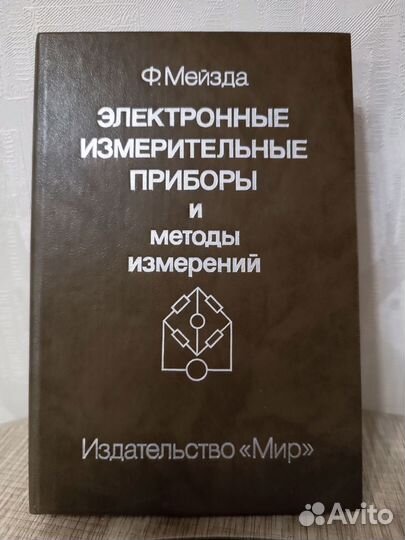 Ф. Мейзда
ЭЛЕКТРОННЫЕ
ИЗМЕРИТЕЛЬНЫЕ
ПРИБОРЫ
и
методы
измерений
Издательство «Мир»
Avito